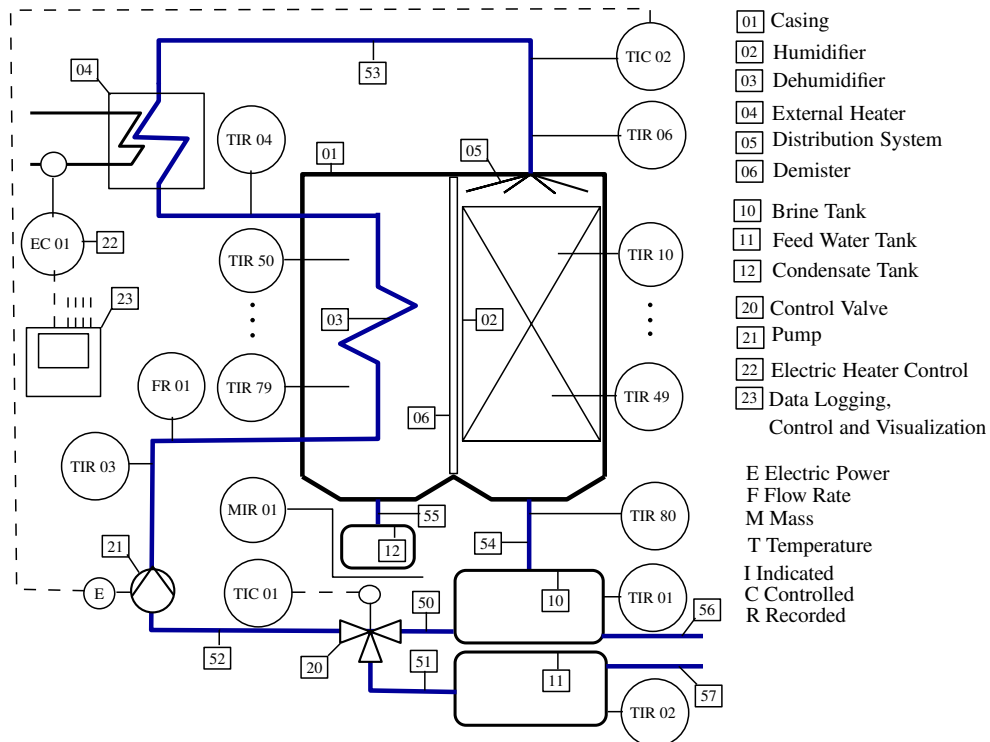 TIC 02
53
04
TIR 04
TIR 06
01
05
EC 01
22
TIR 50
TIR 10
23
03
02
FR 01
TIR 79
06
TIR 49
TIR 03
MIR 01
55
TIR 80
21
12
54
E
TIC 01
50
10
TIR 01
56
52
20
51
11
57
TIR 02
01 Casing
02 Humidifier
03 Dehumidifier
04 External Heater
05 Distribution System
06 Demister
10 Brine Tank
11 Feed Water Tank
12 Condensate Tank
20 Control Valve
21 Pump
22 Electric Heater Control
23 Data Logging,
Control and Visualization
E Electric Power
F Flow Rate
M Mass
T Temperature
I Indicated
C Controlled
R Recorded